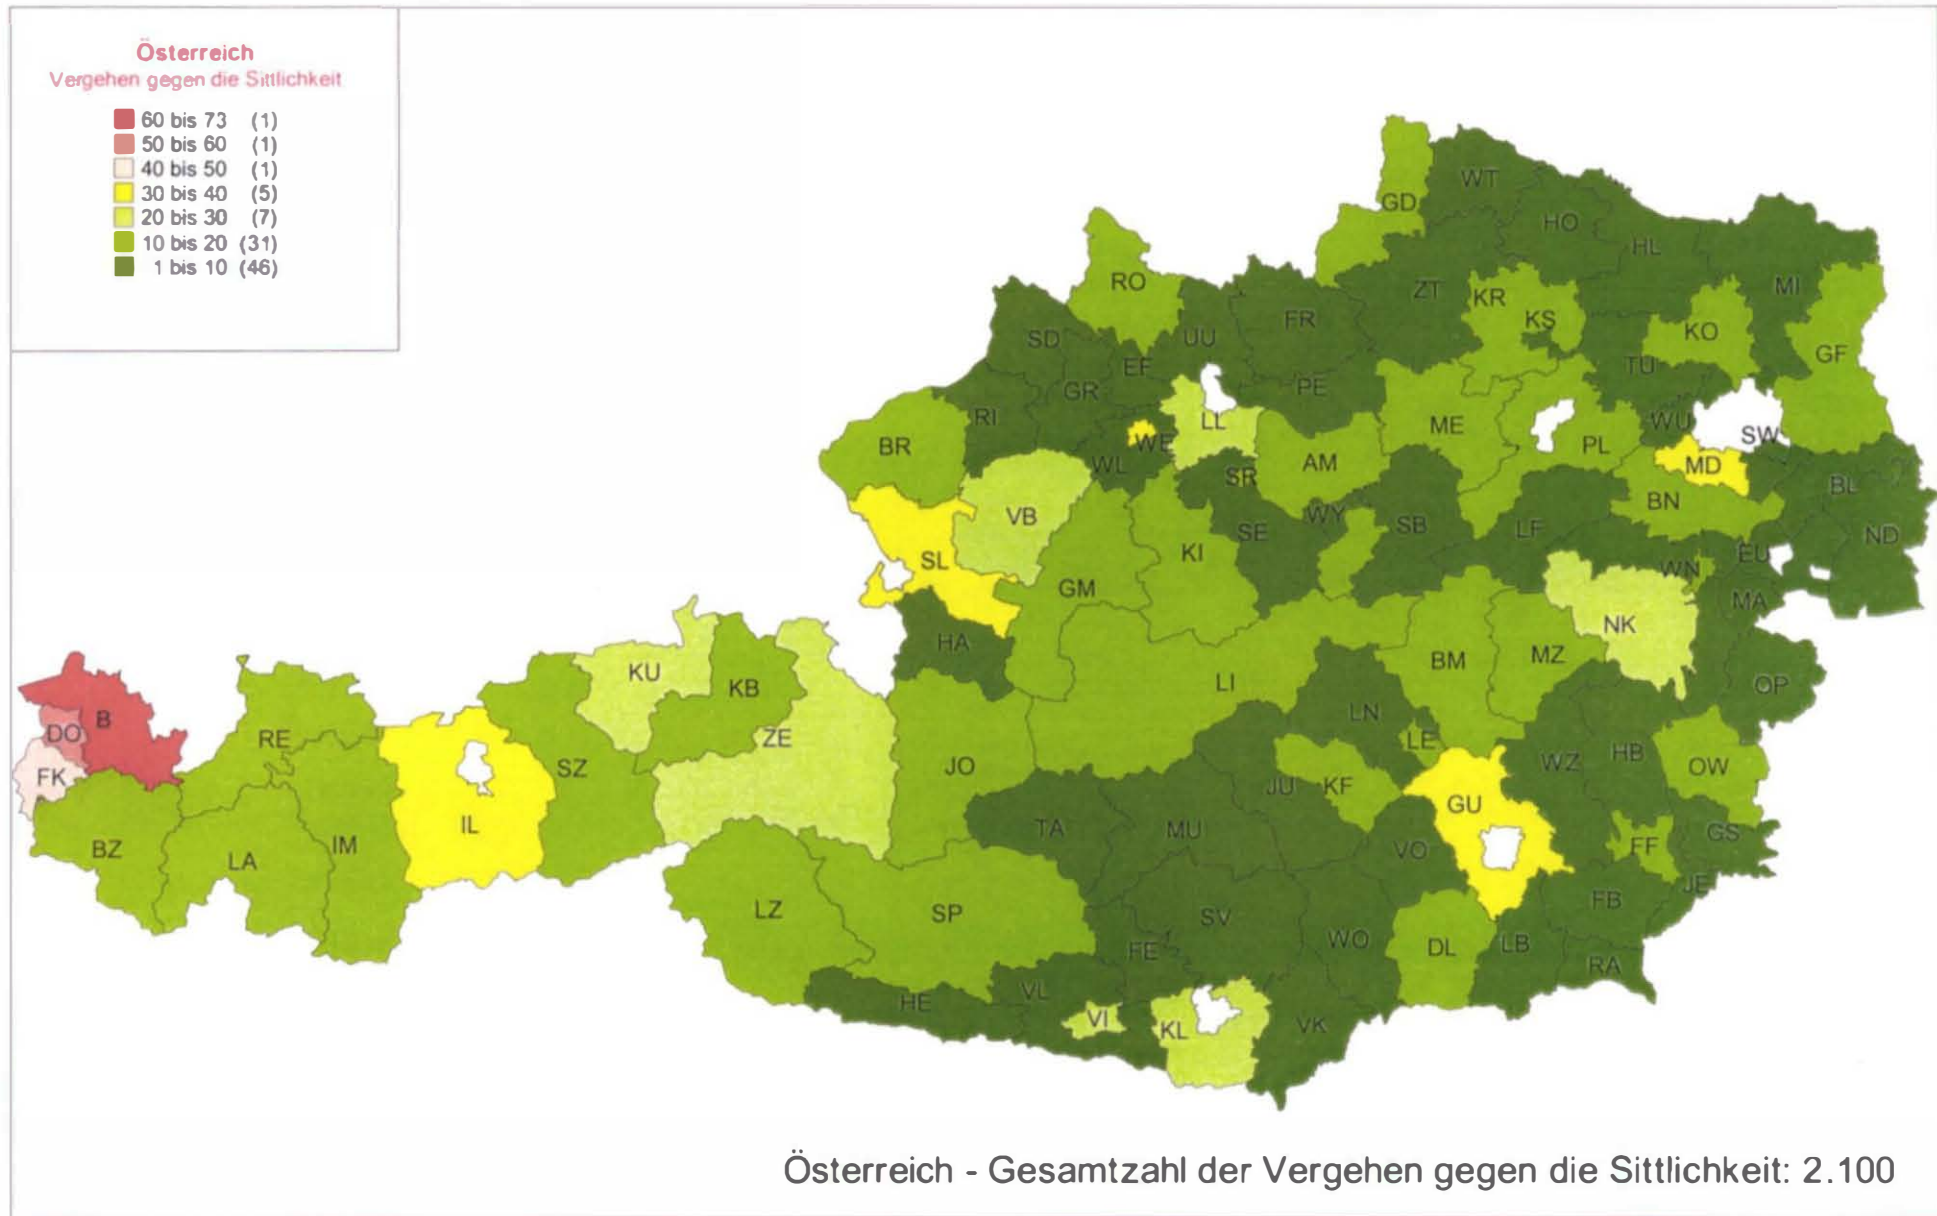 Österreich
Vergehen gegen die Sittlichkeit
60 bis 73 (1)
50 bis 60 (1)
40 bis 50 (1)
30 bis 40 (5)
20 bis 30 (7)
10 bis 20 (31)
1 bis 10 (46)
WT
GD
HO
HL
RO
MI
ZT
KR
KS
FR
SD
UU
KO
GF
EF
TU
GR
PE
RI
LL
ME
WU
SW
BR
WE
PL
WL
AM
MD
SR
BL
VB
WY
SB
BN
SE
LF
ND
KI
EU
SL
WN
GM
MA
NK
HA
MZ
BM
KU
LI
OP
KB
B
LN
DO
RE
ZE
LE
HB
WZ
SZ
JO
OW
FK
JU
KF
GU
IL
TA
MU
GS
IM
FF
BZ
VO
LA
JE
FB
LZ
SP
SV
WO
DL
LB
FE
RA
VL
HE
VI
KL
VK
Österreich - Gesamtzahl der Vergehen gegen die Sittlichkeit: 2.100